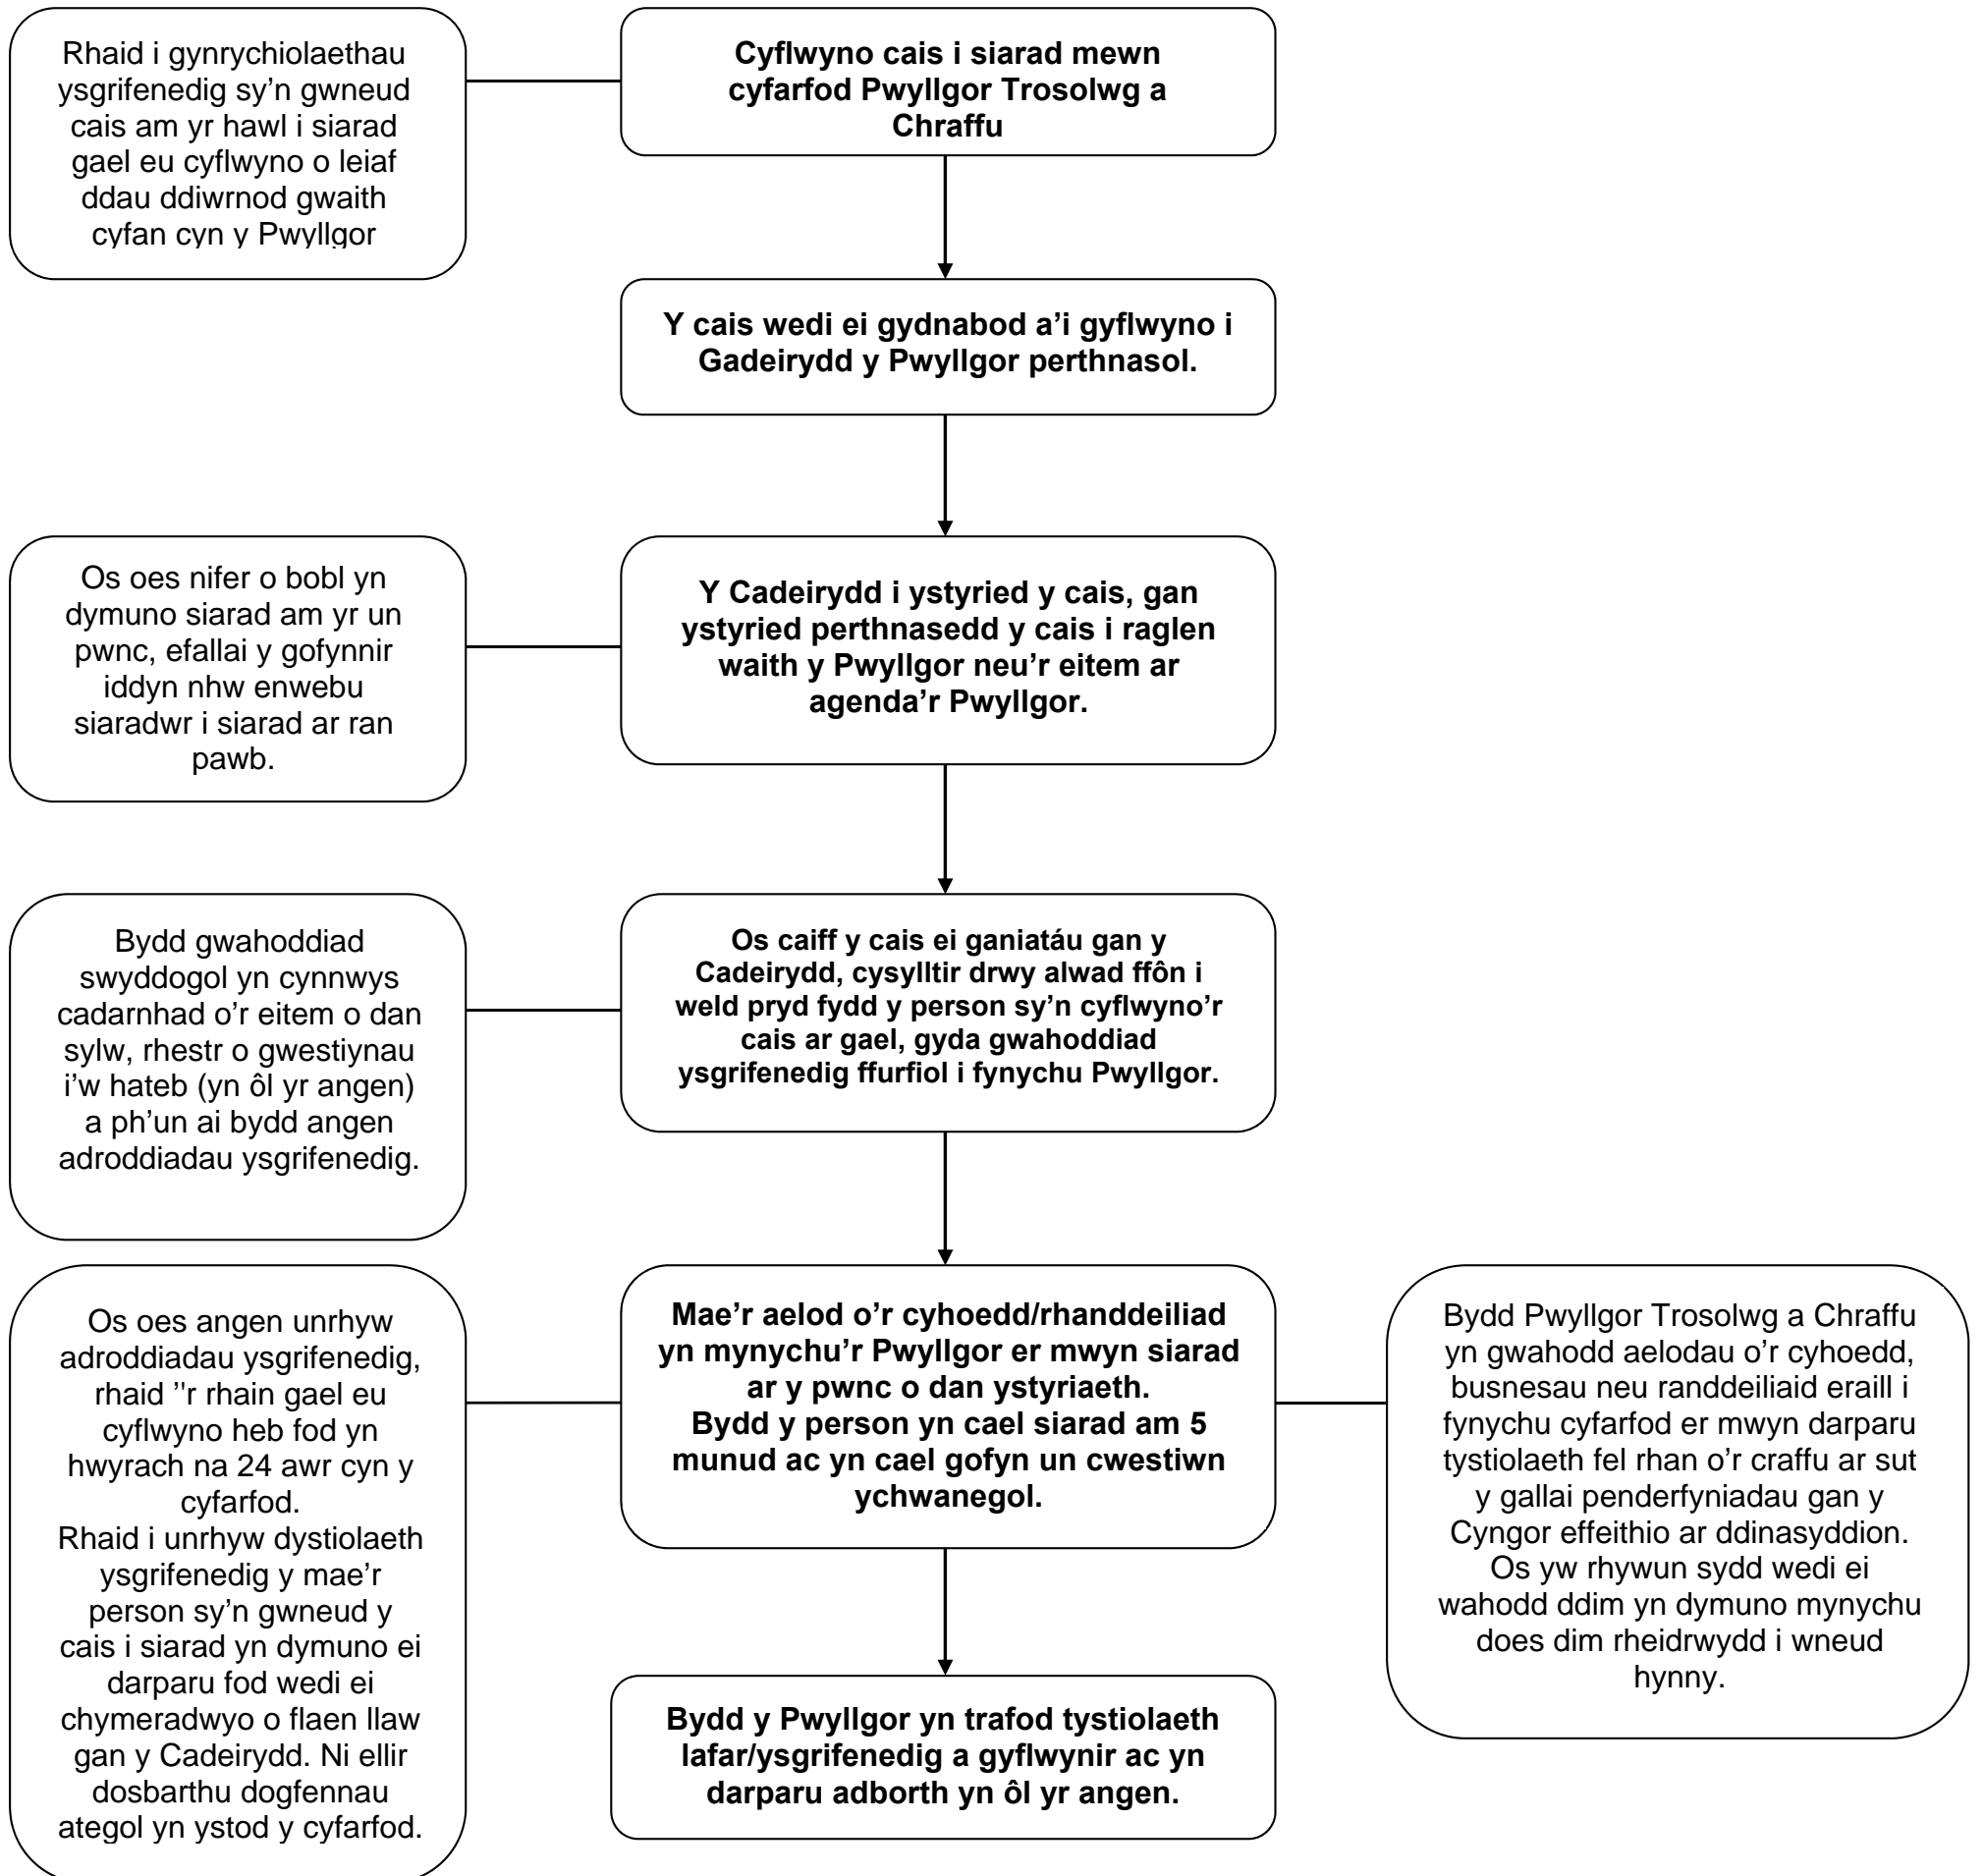 Rhaid i gynrychiolaethau
ysgrifenedig sy’n gwneud
cais am yr hawl i siarad
gael eu cyflwyno o leiaf
ddau ddiwrnod gwaith
cyfan cyn y Pwyllgor
Cyflwyno cais i siarad mewn
cyfarfod Pwyllgor Trosolwg a
Chraffu
Y cais wedi ei gydnabod a’i gyflwyno i
Gadeirydd y Pwyllgor perthnasol.
Os oes nifer o bobl yn
dymuno siarad am yr un
pwnc, efallai y gofynnir
iddyn nhw enwebu
siaradwr i siarad ar ran
pawb.
Y Cadeirydd i ystyried y cais, gan
ystyried perthnasedd y cais i raglen
waith y Pwyllgor neu’r eitem ar
agenda’r Pwyllgor.
Bydd gwahoddiad
swyddogol yn cynnwys
cadarnhad o’r eitem o dan
sylw, rhestr o gwestiynau
i’w hateb (yn ôl yr angen)
a ph’un ai bydd angen
adroddiadau ysgrifenedig.
Os caiff y cais ei ganiatáu gan y
Cadeirydd, cysylltir drwy alwad ffôn i
weld pryd fydd y person sy’n cyflwyno’r
cais ar gael, gyda gwahoddiad
ysgrifenedig ffurfiol i fynychu Pwyllgor.
Os oes angen unrhyw
adroddiadau ysgrifenedig,
rhaid ''r rhain gael eu
cyflwyno heb fod yn
hwyrach na 24 awr cyn y
cyfarfod.
Rhaid i unrhyw dystiolaeth
ysgrifenedig y mae’r
person sy’n gwneud y
cais i siarad yn dymuno ei
darparu fod wedi ei
chymeradwyo o flaen llaw
gan y Cadeirydd. Ni ellir
dosbarthu dogfennau
ategol yn ystod y cyfarfod.
Mae’r aelod o’r cyhoedd/rhanddeiliad
yn mynychu’r Pwyllgor er mwyn siarad
ar y pwnc o dan ystyriaeth.
Bydd y person yn cael siarad am 5
munud ac yn cael gofyn un cwestiwn
ychwanegol.
Bydd Pwyllgor Trosolwg a Chraffu
yn gwahodd aelodau o’r cyhoedd,
busnesau neu randdeiliaid eraill i
fynychu cyfarfod er mwyn darparu
tystiolaeth fel rhan o’r craffu ar sut
y gallai penderfyniadau gan y
Cyngor effeithio ar ddinasyddion.
Os yw rhywun sydd wedi ei
wahodd ddim yn dymuno mynychu
does dim rheidrwydd i wneud
hynny.
Bydd y Pwyllgor yn trafod tystiolaeth
lafar/ysgrifenedig a gyflwynir ac yn
darparu adborth yn ôl yr angen.